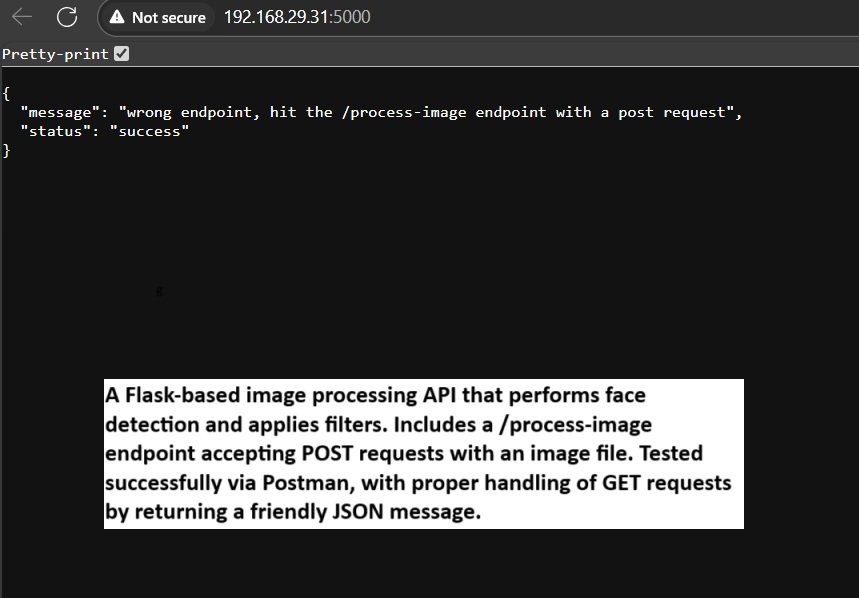 Not secure 192.168.29.31:5000
Pretty-print
{
"message": "wrong endpoint, hit the /process-image endpoint with a post request",
"status": "success"
}
g
A Flask-based image processing API that performs face
detection and applies filters. Includes a /process-image
endpoint accepting POST requests with an image file. Tested
successfully via Postman, with proper handling of GET requests
by returning a friendly JSON message.